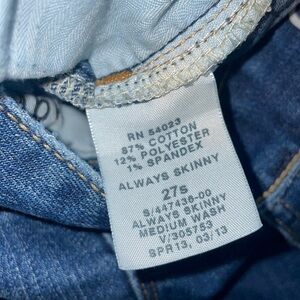 RN 54023
87% COTTON
12% POLYESTER
1% SPANDEX
ALWAYS SKINNY
27s
S/447436-00
ALWAYS SKINNY
MEDIUM WASH
V/305753
SPR13, 03/13